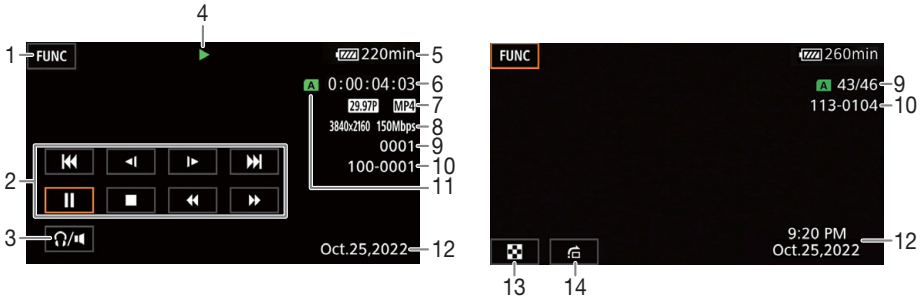 4
1 FUNC 220min 5
A 0:00:04:03 6
29.97P MP4 7
3840x2160 150Mbps 8
0001 9
2 100-0001 10
11
3 Oct.25,2022 12
FUNC 260min
A 43/46 9
113-0104 10
9:20 PM
Oct.25,2022 12
13 14